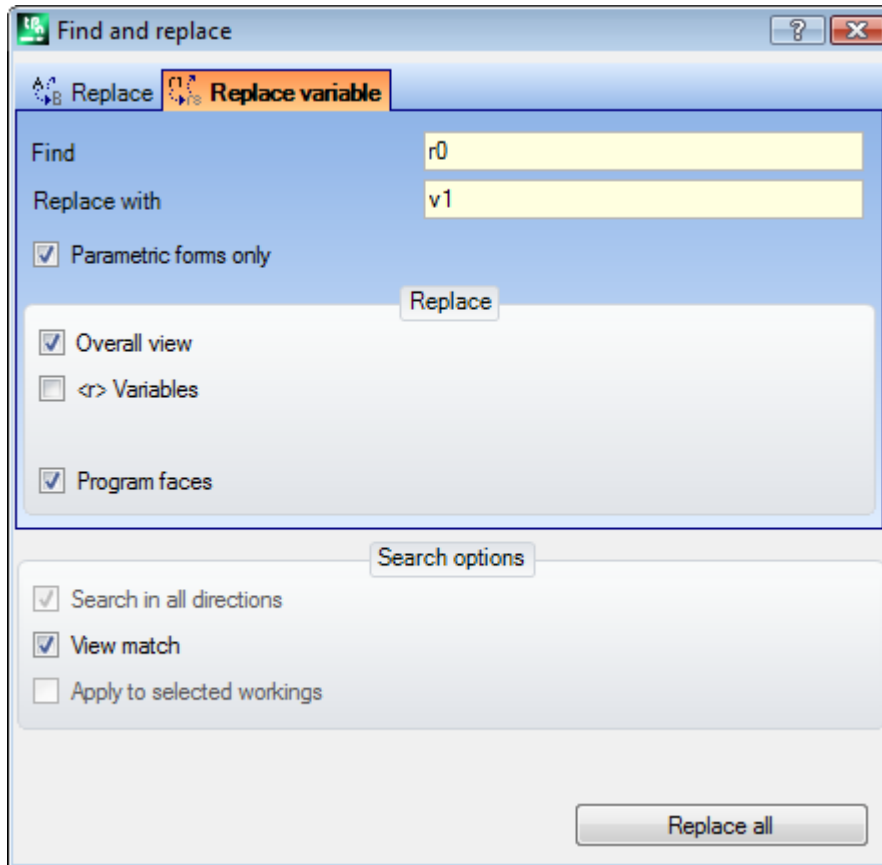 Find and replace
Replace
Replace variable
Find
r0
Replace with
v1
Parametric forms only
Replace
Overall view
<r> Variables
Program faces
Search options
Search in all directions
View match
Apply to selected workings
Replace all